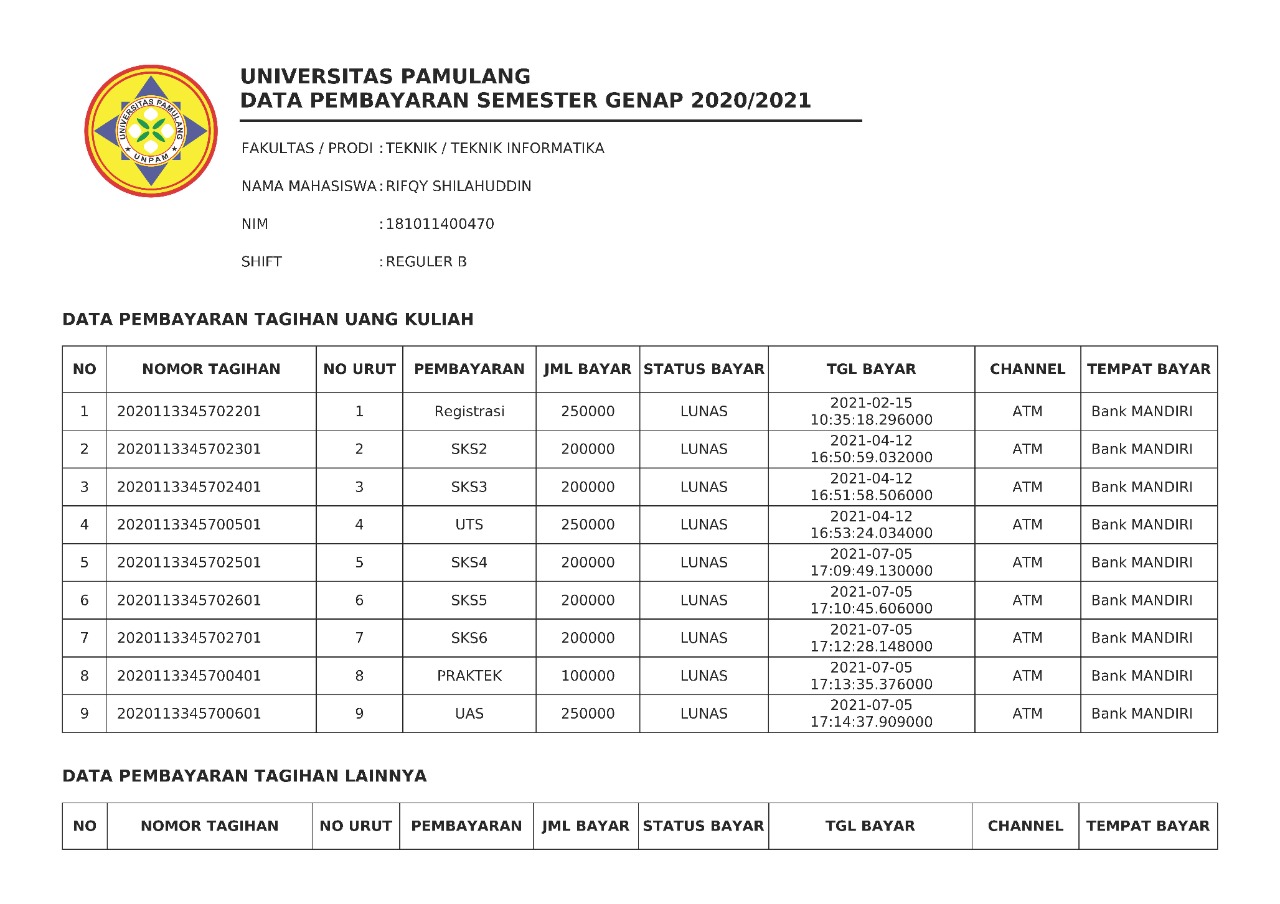 UNIVERSITAS PAMULANG
UNPAM
UNIVERSITAS PAMULANG
DATA PEMBAYARAN SEMESTER GENAP 2020/2021
FAKULTAS / PRODI : TEKNIK / TEKNIK INFORMATIKA
NAMA MAHASISWA : RIFQY SHILAHUDDIN
NIM : 181011400470
SHIFT : REGULER B
DATA PEMBAYARAN TAGIHAN UANG KULIAH
NO NOMOR TAGIHAN NO URUT PEMBAYARAN JML BAYAR STATUS BAYAR TGL BAYAR CHANNEL TEMPAT BAYAR
1 2020113345702201 1 Registrasi 250000 LUNAS 2021-02-15 10:35:18.296000 ATM Bank MANDIRI
2 2020113345702301 2 SKS2 200000 LUNAS 2021-04-12 16:50:59.032000 ATM Bank MANDIRI
3 2020113345702401 3 SKS3 200000 LUNAS 2021-04-12 16:51:58.506000 ATM Bank MANDIRI
4 2020113345700501 4 UTS 250000 LUNAS 2021-04-12 16:53:24.034000 ATM Bank MANDIRI
5 2020113345702501 5 SKS4 200000 LUNAS 2021-07-05 17:09:49.130000 ATM Bank MANDIRI
6 2020113345702601 6 SKS5 200000 LUNAS 2021-07-05 17:10:45.606000 ATM Bank MANDIRI
7 2020113345702701 7 SKS6 200000 LUNAS 2021-07-05 17:12:28.148000 ATM Bank MANDIRI
8 2020113345700401 8 PRAKTEK 100000 LUNAS 2021-07-05 17:13:35.376000 ATM Bank MANDIRI
9 2020113345700601 9 UAS 250000 LUNAS 2021-07-05 17:14:37.909000 ATM Bank MANDIRI
DATA PEMBAYARAN TAGIHAN LAINNYA
NO NOMOR TAGIHAN NO URUT PEMBAYARAN JML BAYAR STATUS BAYAR TGL BAYAR CHANNEL TEMPAT BAYAR